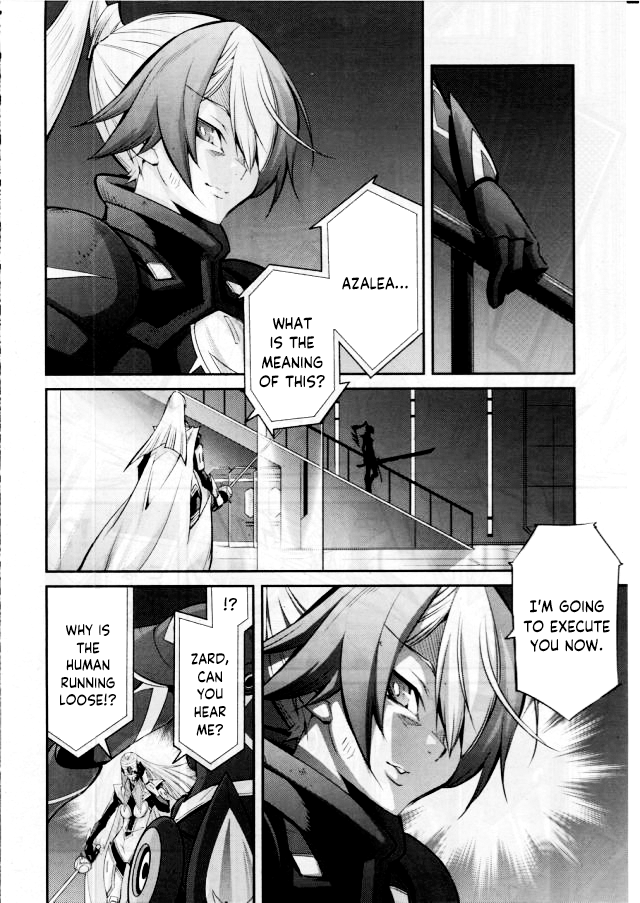 AZALEA...
WHAT
IS THE
MEANING
OF THIS?
I'M GOING
TO EXECUTE
YOU NOW.
!?
ZARD,
CAN YOU
HEAR
ME?
WHY IS
THE
HUMAN
RUNNING
LOOSE!?